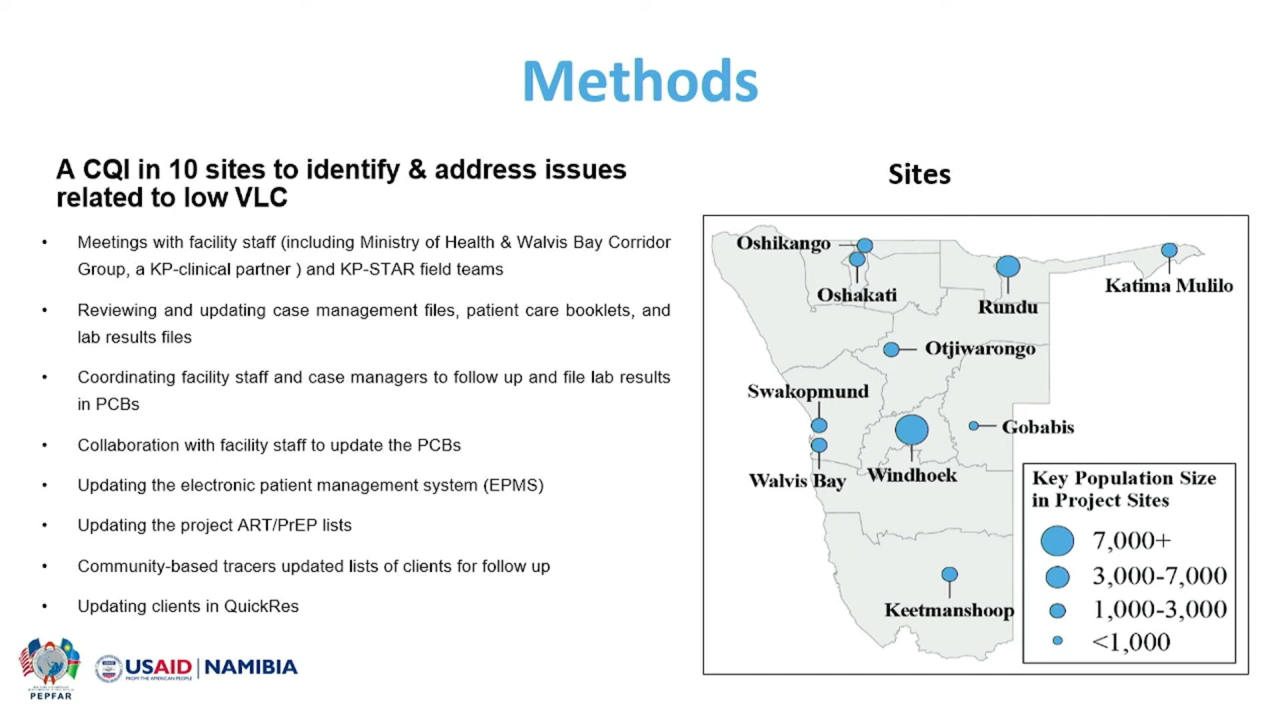 Methods
A CQI in 10 sites to identify & address issues
related to low VLC
• Meetings with facility staff (including Ministry of Health & Walvis Bay Corridor
Group, a KP-clinical partner ) and KP-STAR field teams
• Reviewing and updating case management files, patient care booklets, and
lab results files
• Coordinating facility staff and case managers to follow up and file lab results
in PCBs
• Collaboration with facility staff to update the PCBs
• Updating the electronic patient management system (EPMS)
• Updating the project ART/PrEP lists
• Community-based tracers updated lists of clients for follow up
• Updating clients in QuickRes
PEPFAR
USAID | NAMIBIA
FROM THE AMERICAN PEOPLE
Sites
Oshikango
Oshakati
Rundu
Katima Mulilo
Otjiwarongo
Swakopmund
Gobabis
Walvis Bay
Windhoek
Keetmanshoop
Key Population Size
in Project Sites
7,000+
3,000-7,000
1,000-3,000
<1,000